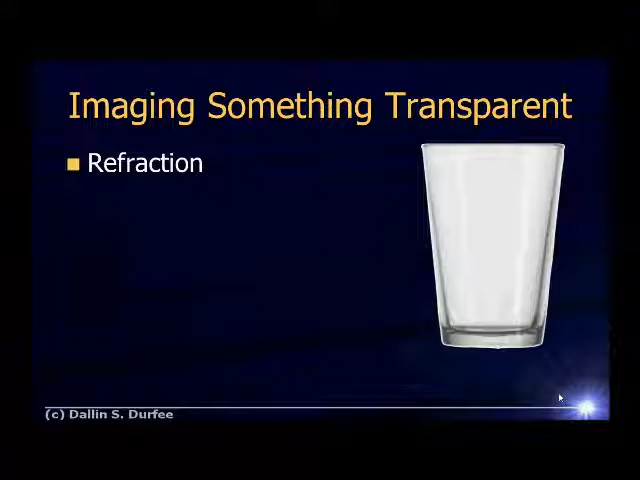 Imaging Something Transparent
Refraction
(c) Dallin S. Durfee